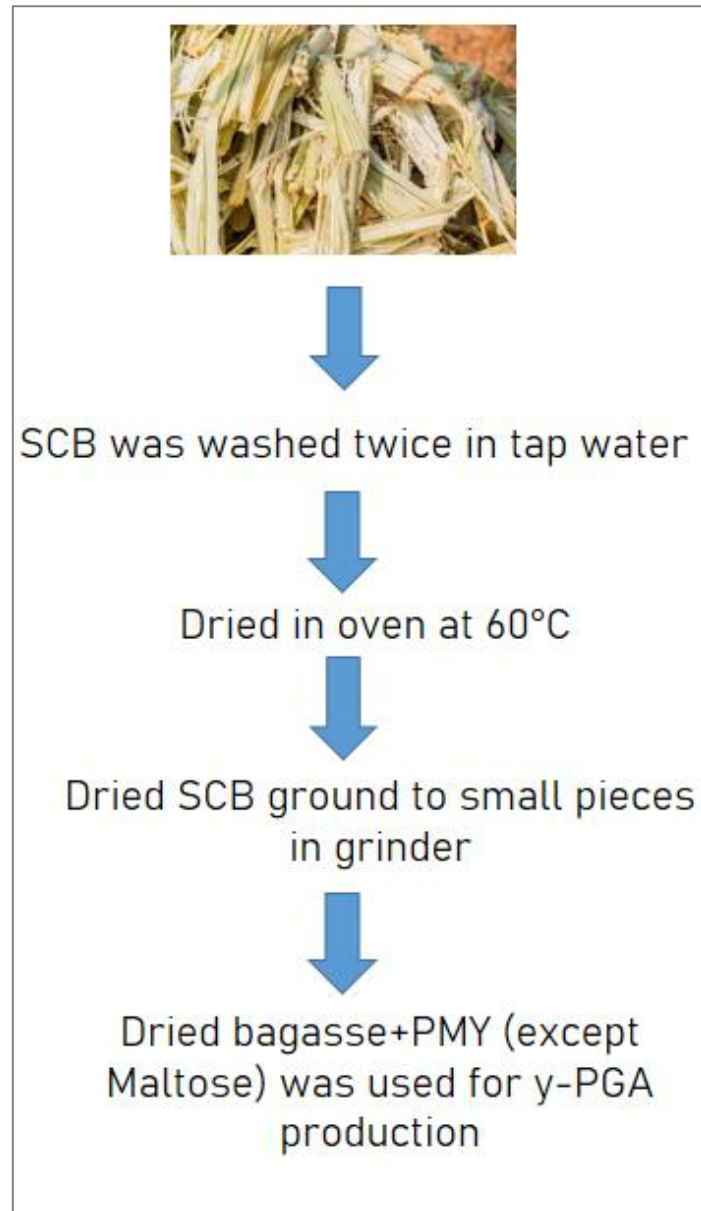 SCB was washed twice in tap water
Dried in oven at 60°C
Dried SCB ground to small pieces
in grinder
Dried bagasse+PMY (except
Maltose) was used for y-PGA
production